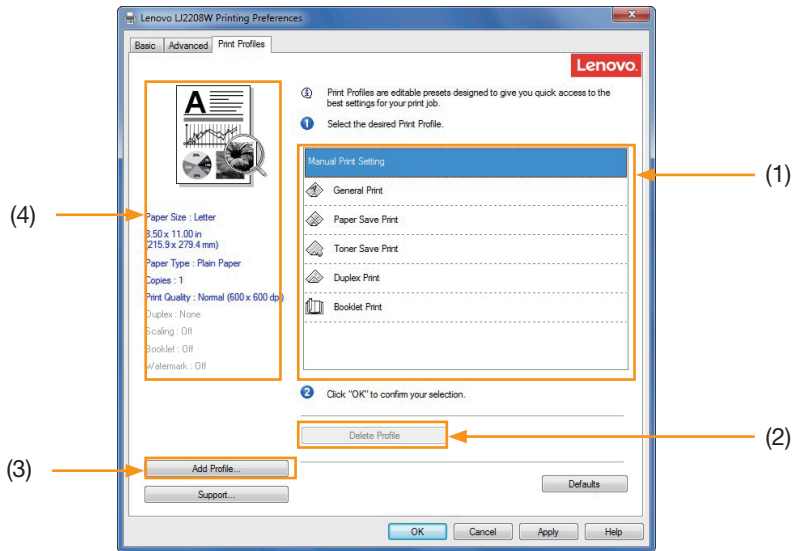 Lenovo LJ2208W Printing Preferences
Basic Advanced Print Profiles
Lenovo.
Print Profiles are editable presets designed to give you quick access to the
best settings for your print job.
1 Select the desired Print Profile.
Manual Print Setting
General Print
Paper Save Print
Toner Save Print
Duplex Print
Booklet Print
(1)
A
(4)
Paper Size : Letter
8.50 x 11.00 in
(215.9 x 279.4 mm)
Paper Type : Plain Paper
Copies : 1
Print Quality : Normal (600 x 600 dpi)
Duplex : None
Scaling : Off
Booklet : Off
Watermark : Off
2 Click "OK" to confirm your selection.
Delete Profile
(2)
(3)
Add Profile...
Support...
Defaults
OK Cancel Apply Help